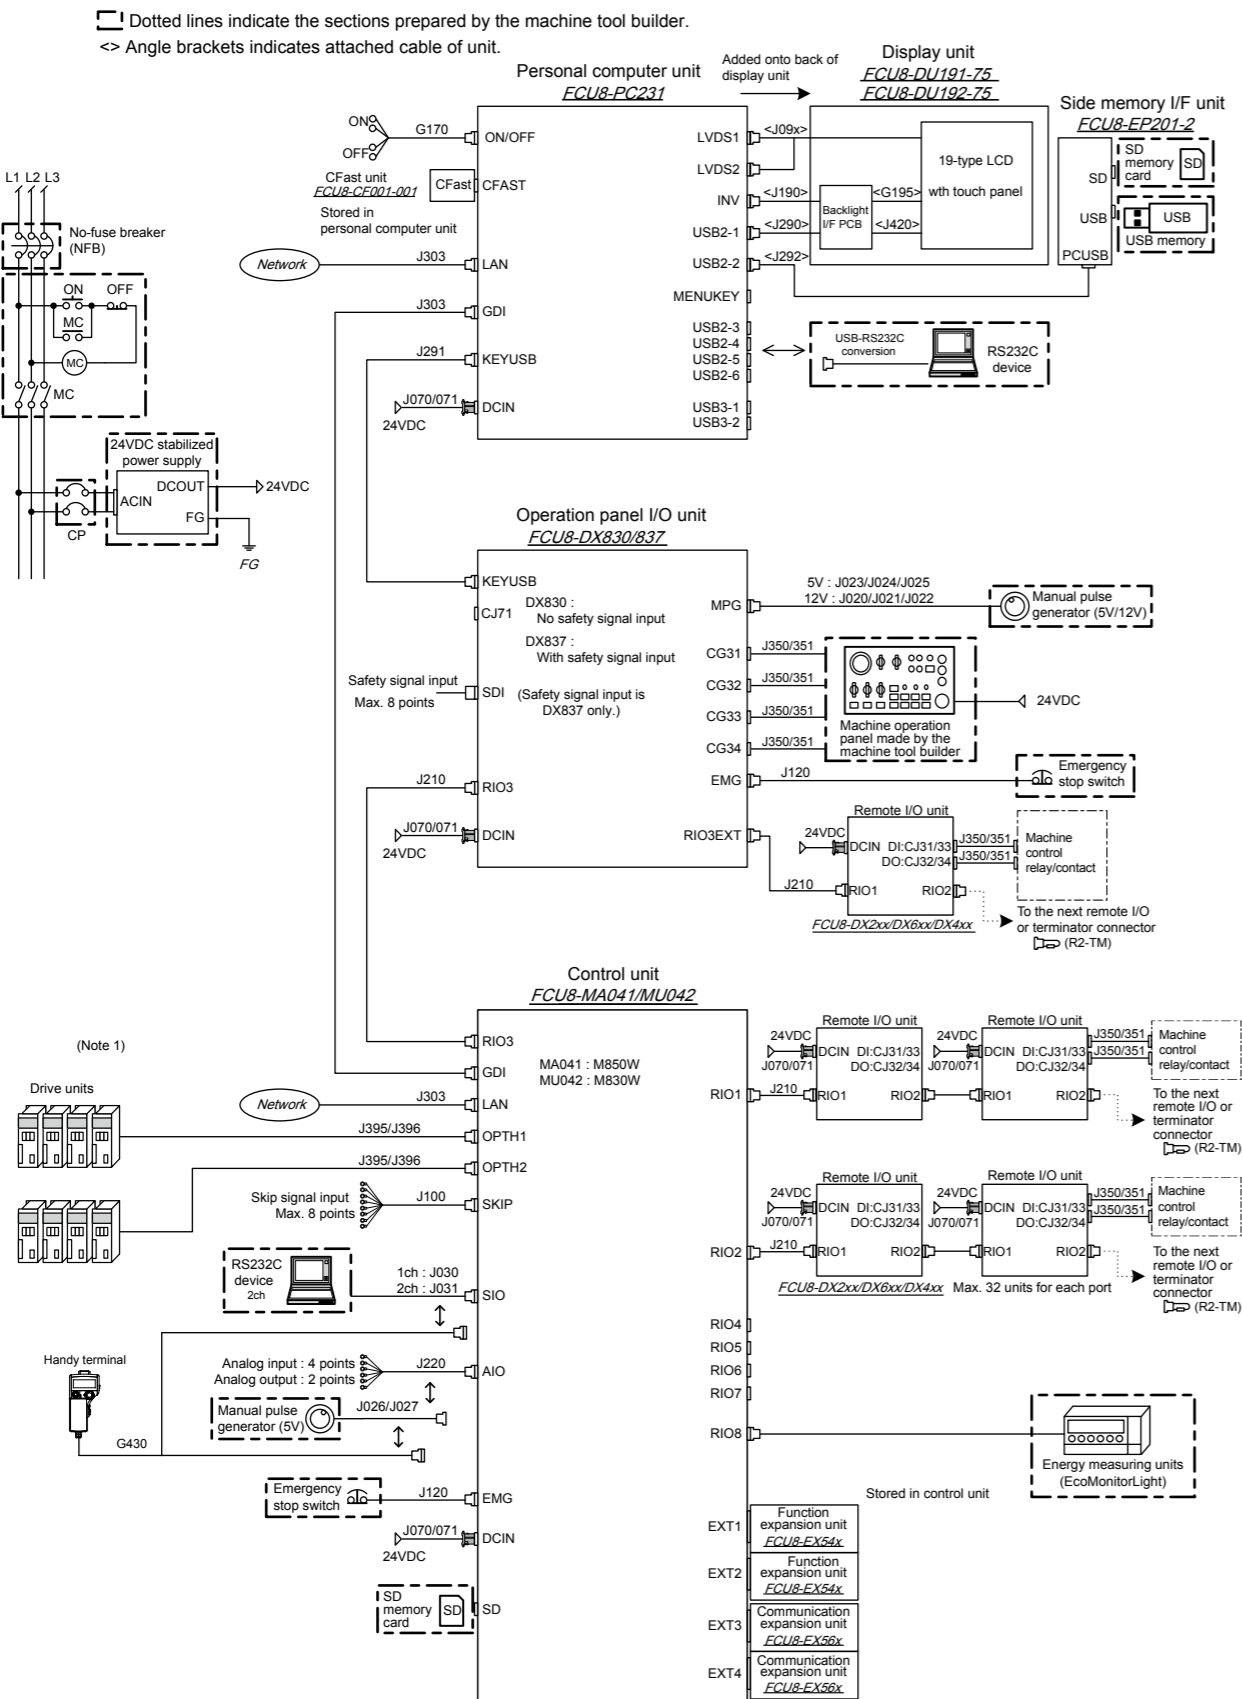 Dotted lines indicate the sections prepared by the machine tool builder.
<> Angle brackets indicates attached cable of unit.
Personal computer unit
FCU8-PC231
Added onto back of
display unit
Display unit
FCU8-DU191-75
FCU8-DU192-75
Side memory I/F unit
FCU8-EP201-2
ON
OFF
G170
ON/OFF
CFast unit
FCU8-CF001-001
CFast
CFAST
Stored in
personal computer unit
Network
J303
LAN
J303
GDI
J291
KEYUSB
J070/071
24VDC
DCIN
LVDS1
<J09x>
LVDS2
INV
<J190>
USB2-1
<J290>
USB2-2
<J292>
MENUKEY
USB2-3
USB2-4
USB2-5
USB2-6
USB3-1
USB3-2
Backlight
I/F PCB
<G195>
<J420>
19-type LCD
wth touch panel
SD
USB
PCUSB
SD
memory
card
SD
USB
USB memory
USB-RS232C
conversion
RS232C
device
L1 L2 L3
No-fuse breaker
(NFB)
ON
OFF
MC
MC
MC
24VDC stabilized
power supply
DCOUT
ACIN
FG
24VDC
CP
FG
Operation panel I/O unit
FCU8-DX830/837
KEYUSB
CJ71
DX830 :
No safety signal input
DX837 :
With safety signal input
Safety signal input
Max. 8 points
SDI
(Safety signal input is
DX837 only.)
J210
RIO3
J070/071
24VDC
DCIN
MPG
5V : J023/J024/J025
12V : J020/J021/J022
Manual pulse
generator (5V/12V)
CG31
J350/351
CG32
J350/351
CG33
J350/351
CG34
J350/351
Machine operation
panel made by the
machine tool builder
24VDC
EMG
J120
Emergency
stop switch
RIO3EXT
J210
Remote I/O unit
24VDC
DCIN DI:CJ31/33
DO:CJ32/34
RIO1 RIO2
FCU8-DX2xx/DX6xx/DX4xx
J350/351
J350/351
Machine
control
relay/contact
To the next remote I/O
or terminator connector
(R2-TM)
Control unit
FCU8-MA041/MU042
MA041 : M850W
MU042 : M830W
(Note 1)
Drive units
RIO3
GDI
Network
J303
LAN
J395/J396
OPTH1
J395/J396
OPTH2
Skip signal input
Max. 8 points
J100
SKIP
RS232C
device
2ch
1ch : J030
2ch : J031
SIO
Handy terminal
Analog input : 4 points
Analog output : 2 points
J220
AIO
Manual pulse
generator (5V)
J026/J027
G430
Emergency
stop switch
J120
EMG
J070/071
24VDC
DCIN
SD
memory
card
SD
SD
RIO1
J210
Remote I/O unit
24VDC
J070/071
DCIN DI:CJ31/33
DO:CJ32/34
RIO1 RIO2
Remote I/O unit
24VDC
J070/071
DCIN DI:CJ31/33
DO:CJ32/34
RIO1 RIO2
J350/351
J350/351
Machine
control
relay/contact
To the next
remote I/O or
terminator
connector
(R2-TM)
RIO2
J210
Remote I/O unit
24VDC
J070/071
DCIN DI:CJ31/33
DO:CJ32/34
RIO1 RIO2
Remote I/O unit
24VDC
J070/071
DCIN DI:CJ31/33
DO:CJ32/34
RIO1 RIO2
J350/351
J350/351
Machine
control
relay/contact
To the next
remote I/O or
terminator
connector
(R2-TM)
FCU8-DX2xx/DX6xx/DX4xx Max. 32 units for each port
RIO4
RIO5
RIO6
RIO7
RIO8
Energy measuring units
(EcoMonitorLight)
Stored in control unit
EXT1
Function
expansion unit
FCU8-EX54x
EXT2
Function
expansion unit
FCU8-EX54x
EXT3
Communication
expansion unit
FCU8-EX56x
EXT4
Communication
expansion unit
FCU8-EX56x